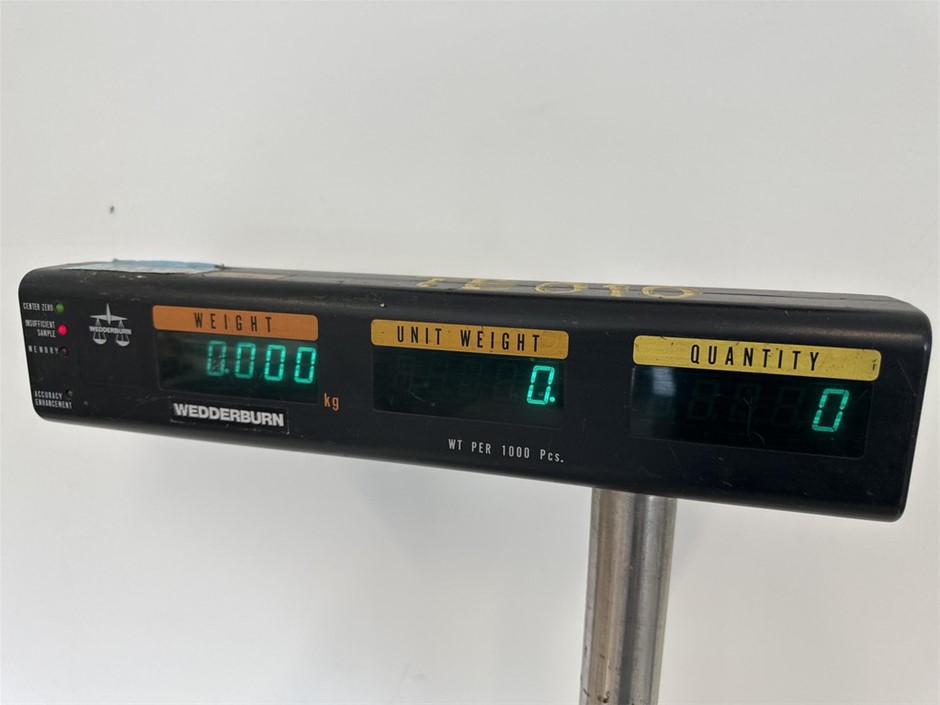 CENTER ZERO
INSUFFICIENT
SAMPLE
MEMORY
ACCURACY
ENHANCEMENT
WEDDERBURN
WEIGHT
0.000
kg
WEDDERBURN
UNIT WEIGHT
0.
WT PER 1000 Pcs.
QUANTITY
0